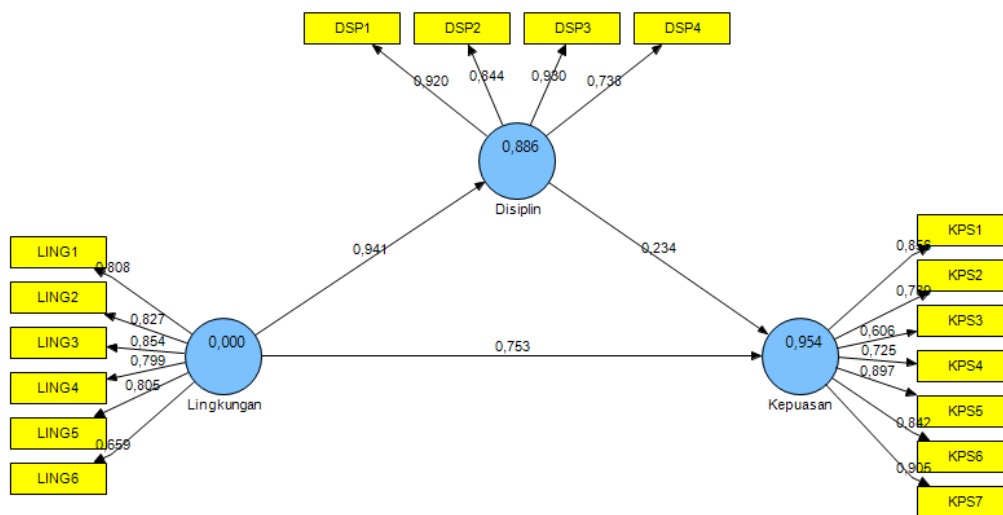 DSP1
DSP2
DSP3
DSP4
0,920
0,844
0,930
0,738
0,886
Disiplin
0,941
0,234
LING1
LING2
LING3
LING4
LING5
LING6
0,808
0,827
0,854
0,799
0,805
0,659
0,000
Lingkungan
0,753
0,954
Kepuasan
KPS1
KPS2
KPS3
KPS4
KPS5
KPS6
KPS7
0,856
0,606
0,725
0,897
0,842
0,905